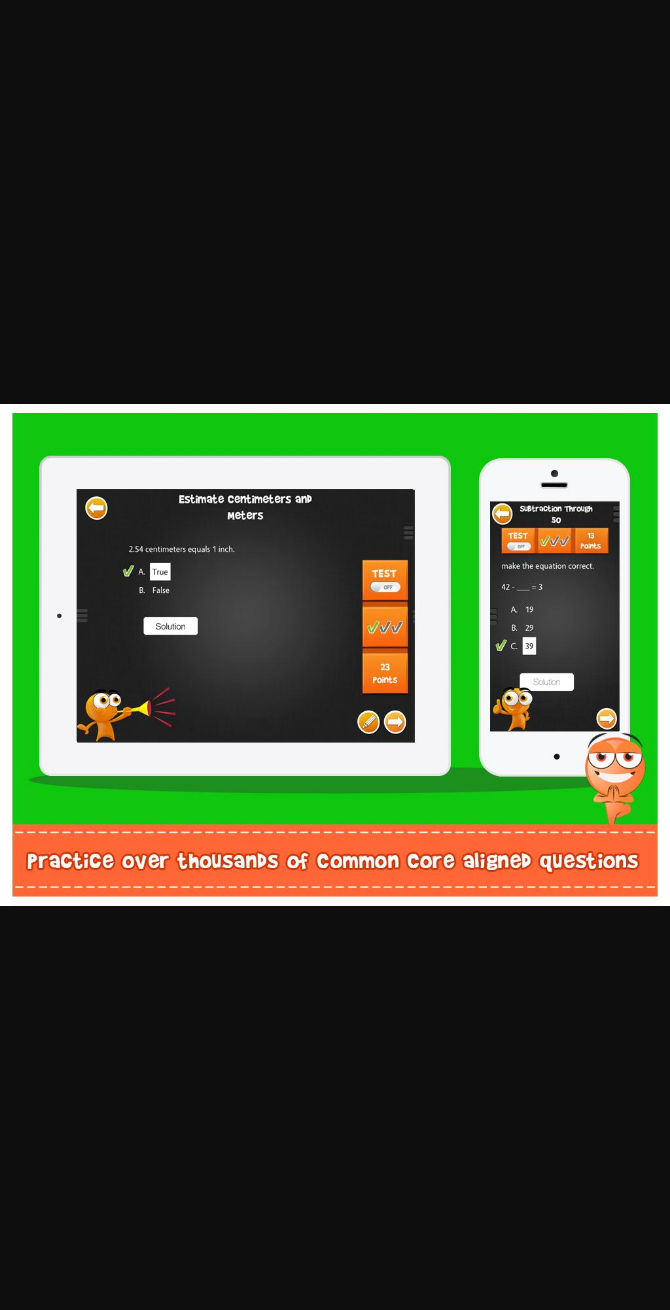 Estimate Centimeters and
Meters
2.54 centimeters equals 1 inch.
A. True
B. False
Solution
TEST
OFF
23
Points
Subtraction Through
50
TEST
OFF
13
Points
make the equation correct.
42 - ___ = 3
A. 19
B. 29
C. 39
Solution
Practice over thousands of Common Core aligned questions